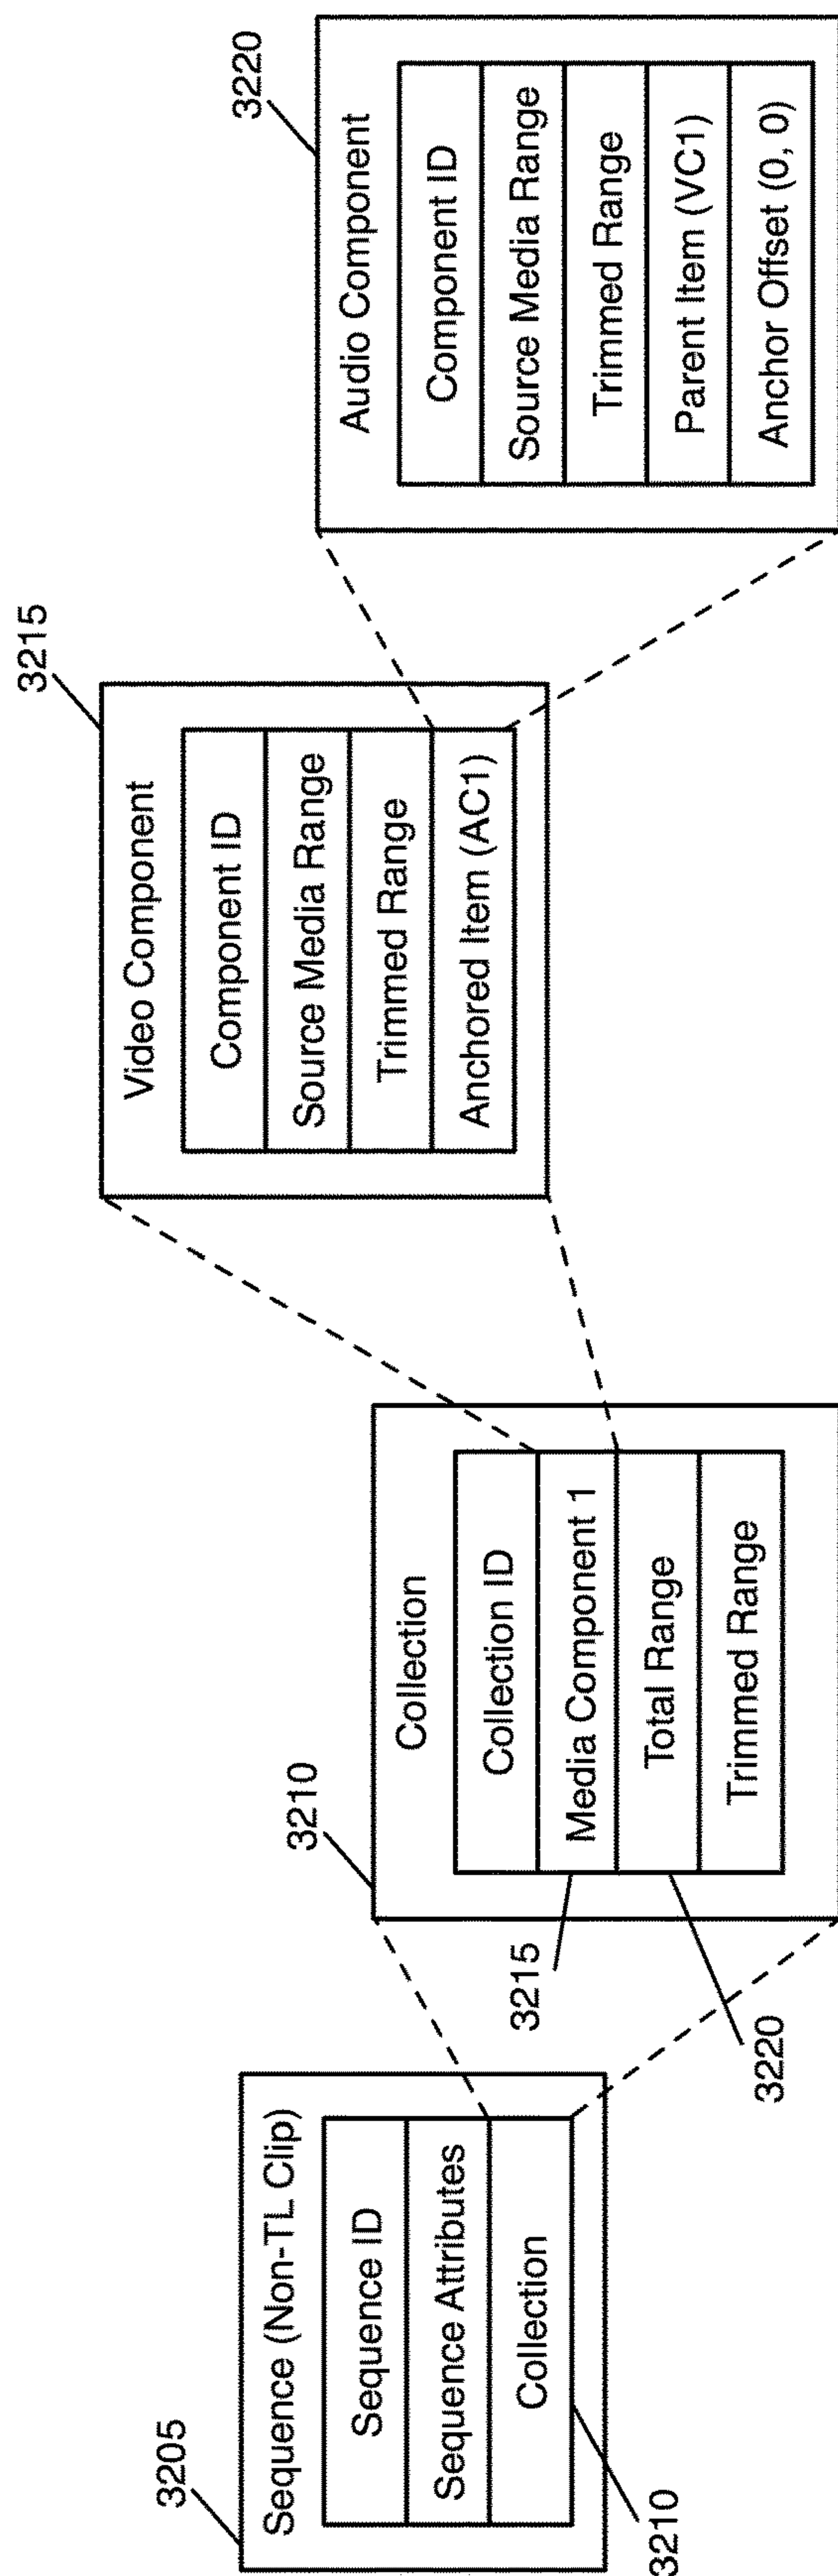 3205
Sequence (Non-TL Clip)
Sequence ID
Sequence Attributes
Collection
3210
3210
Collection
Collection ID
Media Component 1
Total Range
Trimmed Range
3215
3220
3215
Video Component
Component ID
Source Media Range
Trimmed Range
Anchored Item (AC1)
3220
Audio Component
Component ID
Source Media Range
Trimmed Range
Parent Item (VC1)
Anchor Offset (0, 0)